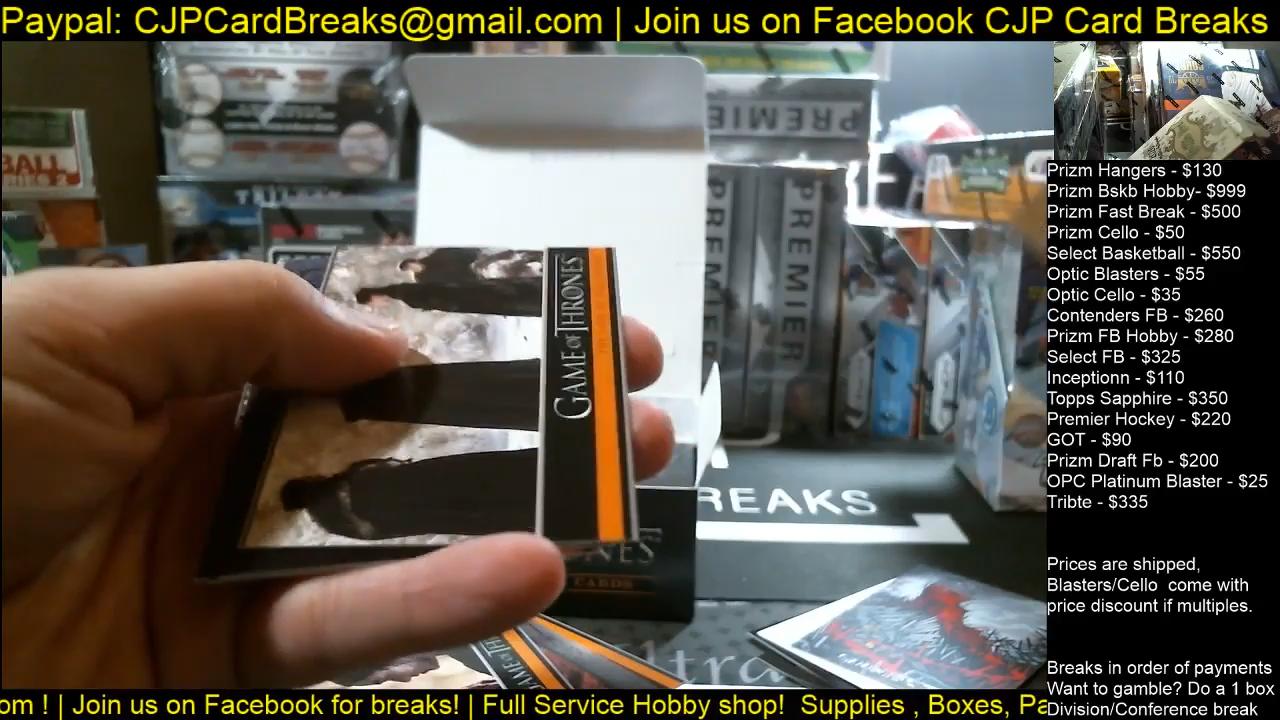 Paypal: CJPCardBreaks@gmail.com | Join us on Facebook CJP Card Breaks
BALL
PREMIER
PREMIER
PREMIER
GAME OF THRONES
Prizm Hangers - $130
Prizm Bskb Hobby- $999
Prizm Fast Break - $500
Prizm Cello - $50
Select Basketball - $550
Optic Blasters - $55
Optic Cello - $35
Contenders FB - $260
Prizm FB Hobby - $280
Select FB - $325
Inceptionn - $110
Topps Sapphire - $350
Premier Hockey - $220
GOT - $90
Prizm Draft Fb - $200
OPC Platinum Blaster - $25
Tribte - $335
REAKS
NES
CARDS
Prices are shipped,
Blasters/Cello come with
price discount if multiples.
Breaks in order of payments
Want to gamble? Do a 1 box
Division/Conference break
om ! | Join us on Facebook for breaks! | Full Service Hobby shop! Supplies , Boxes, Pa